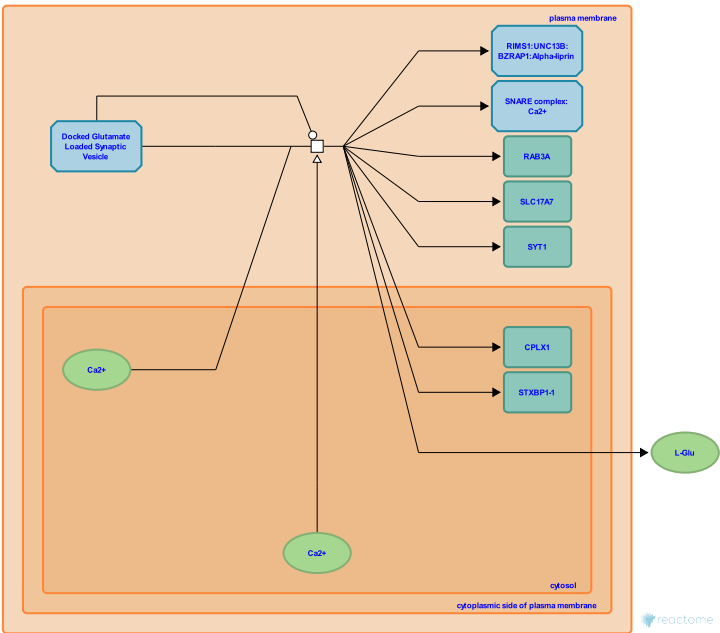 plasma membrane
RIMS1:UNC13B:
BZRAP1:Alpha-liprin
SNARE complex:
Ca2+
Docked Glutamate
Loaded Synaptic
Vesicle
RAB3A
SLC17A7
SYT1
CPLX1
Ca2+
STXBP1-1
L-Glu
Ca2+
cytosol
cytoplasmic side of plasma membrane
reactome